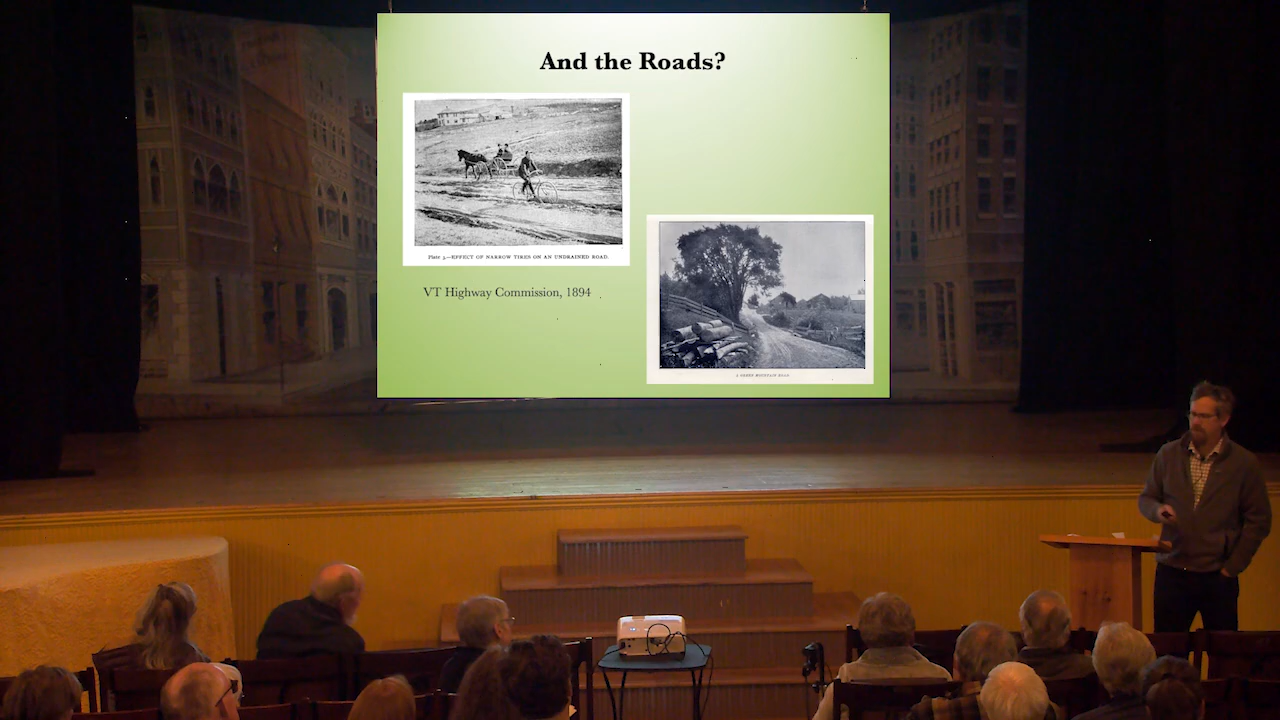 And the Roads?
Plate 3.—EFFECT OF NARROW TIRES ON AN UNDRAINED ROAD.
VT Highway Commission, 1894
A GREEN MOUNTAIN ROAD